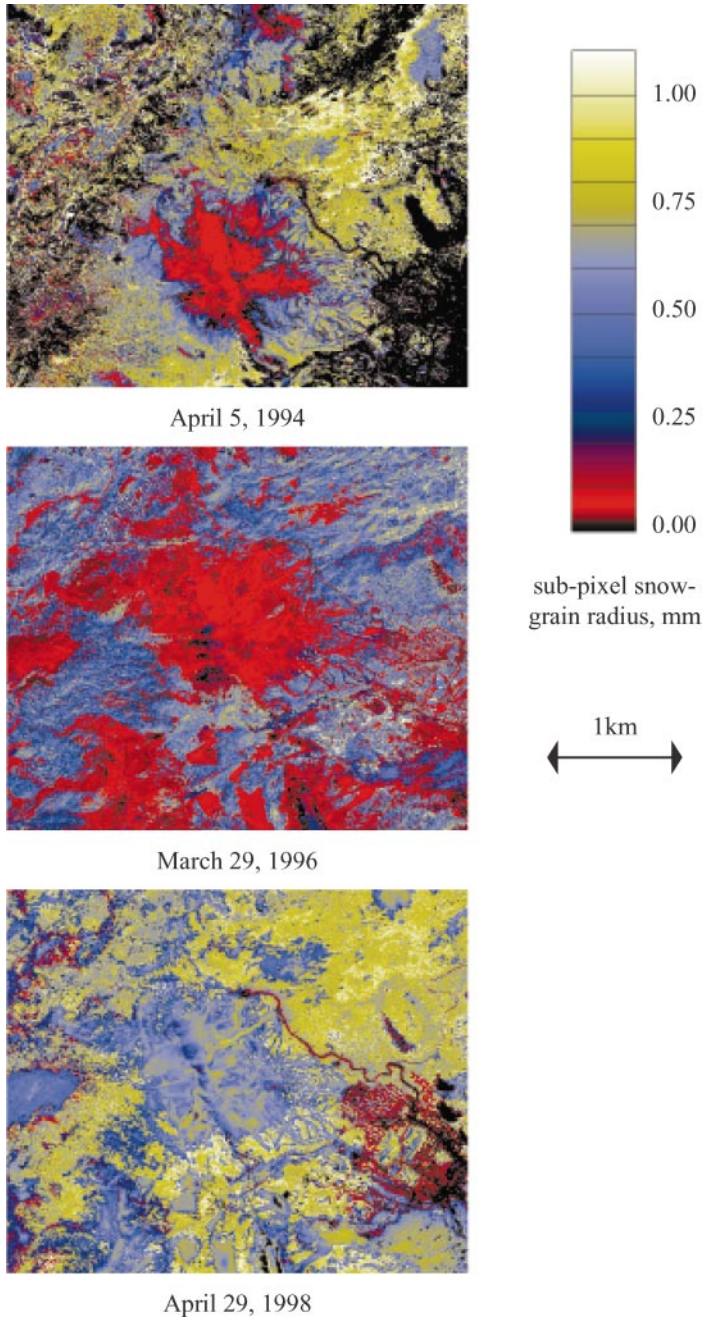 1.00
0.75
0.50
0.25
0.00
sub-pixel snow-
grain radius, mm
1km
April 5, 1994
March 29, 1996
April 29, 1998